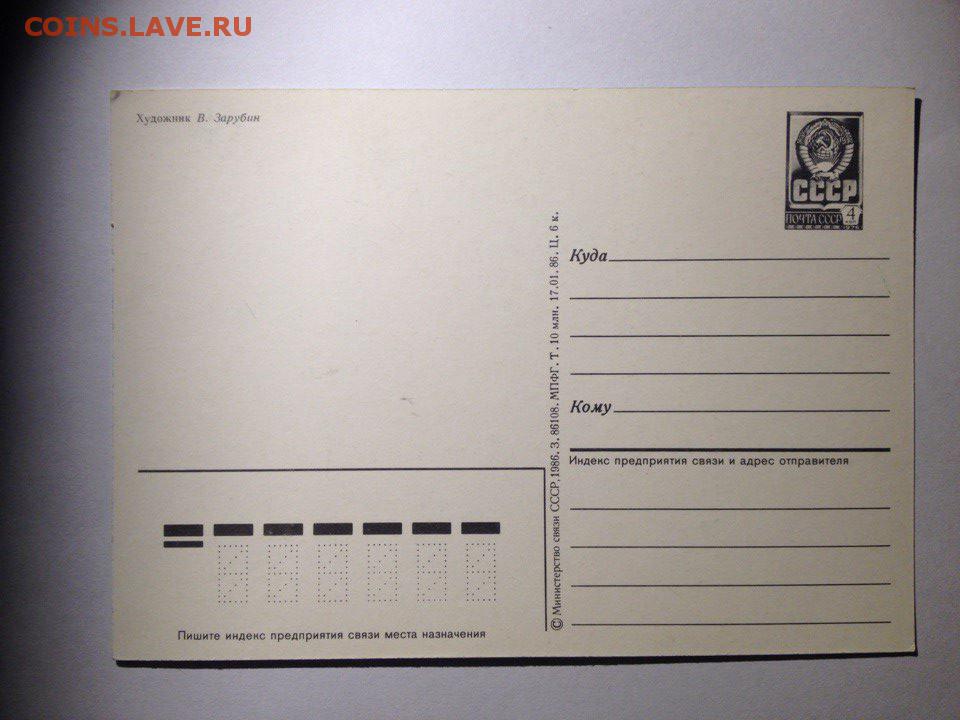 COINS.LAVE.RU
Художник В. Зарубин
СССР
ПОЧТА СССР 4
Куда
Кому
Индекс предприятия связи и адрес отправителя
© Министерство связи СССР, 1986. З. 86108. МПФГ. Т. 10 млн. 17.01.86. Ц. 6 к.
Пишите индекс предприятия связи места назначения